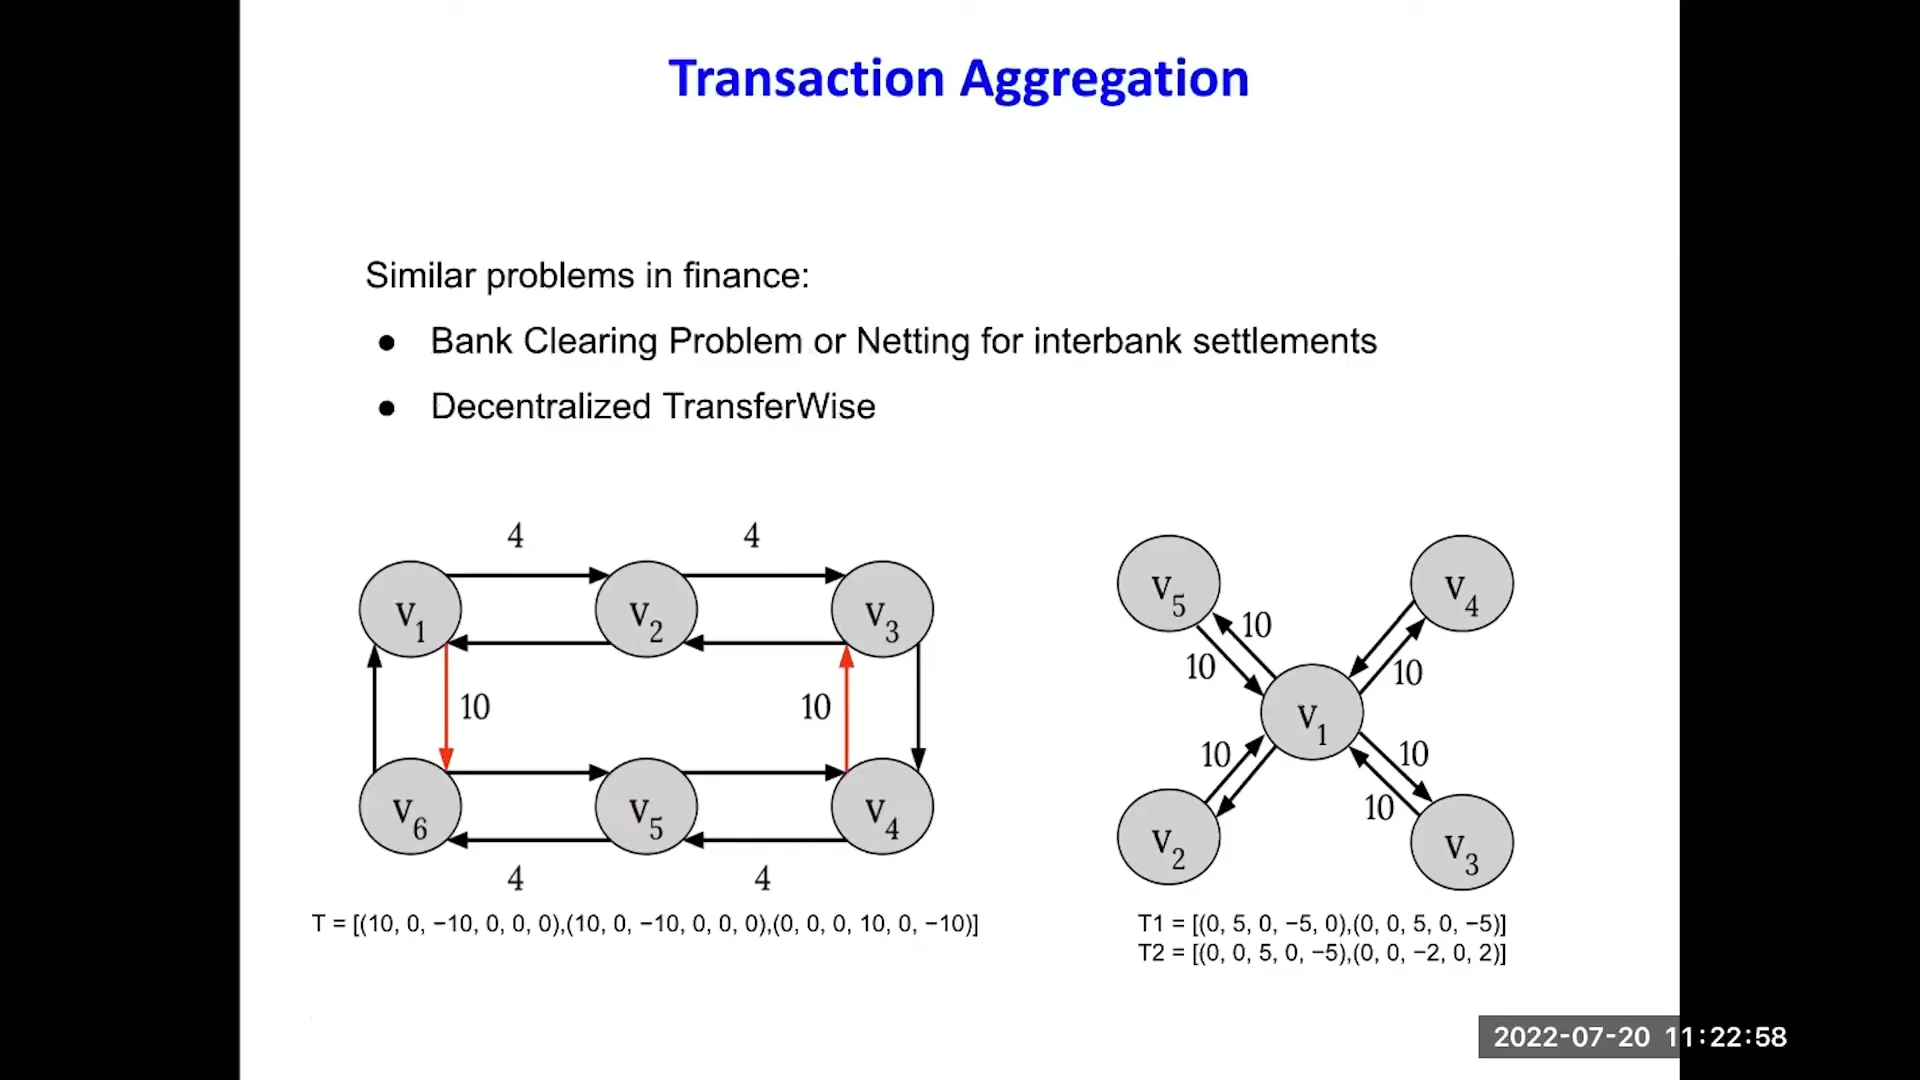 Transaction Aggregation
Similar problems in finance:
● Bank Clearing Problem or Netting for interbank settlements
● Decentralized TransferWise
4 4
v1 v2 v3
10 10
v6 v5 v4
4 4
T = [(10, 0, −10, 0, 0, 0),(10, 0, −10, 0, 0, 0),(0, 0, 0, 10, 0, −10)]
v5 v4
10
10 10
v1
10 10
10
v2 v3
T1 = [(0, 5, 0, −5, 0),(0, 0, 5, 0, −5)]
T2 = [(0, 0, 5, 0, −5),(0, 0, −2, 0, 2)]
2022-07-20 11:22:58